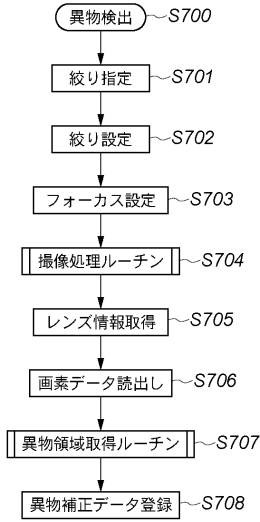 異物検出 S700
絞り指定 S701
絞り設定 S702
フォーカス設定 S703
撮像処理ルーチン S704
レンズ情報取得 S705
画素データ読出し S706
異物領域取得ルーチン S707
異物補正データ登録 S708